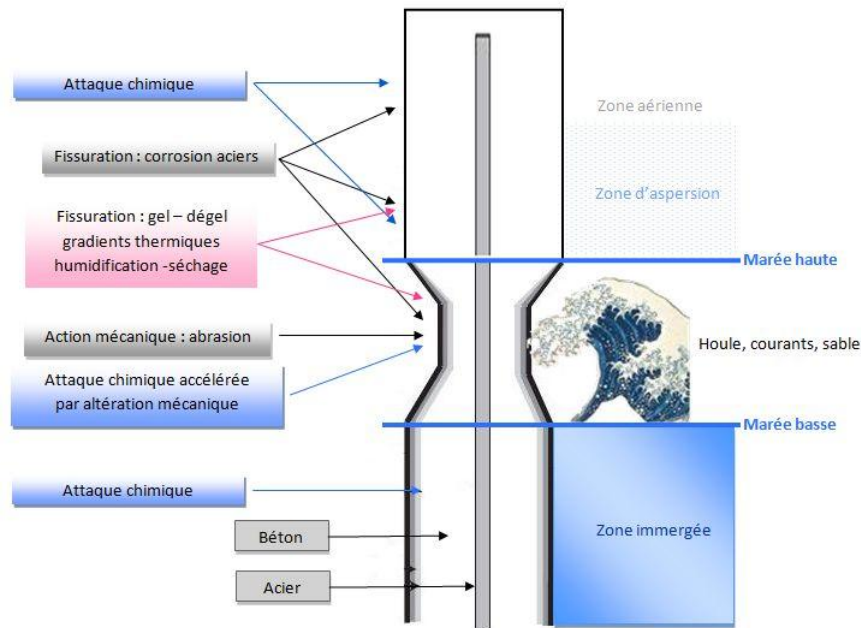 Attaque chimique
Zone aérienne
Fissuration : corrosion aciers
Zone d'aspersion
Fissuration : gel – dégel
gradients thermiques
humidification -séchage
Marée haute
Action mécanique : abrasion
Houle, courants, sable
Attaque chimique accélérée
par altération mécanique
Marée basse
Attaque chimique
Zone immergée
Béton
Acier